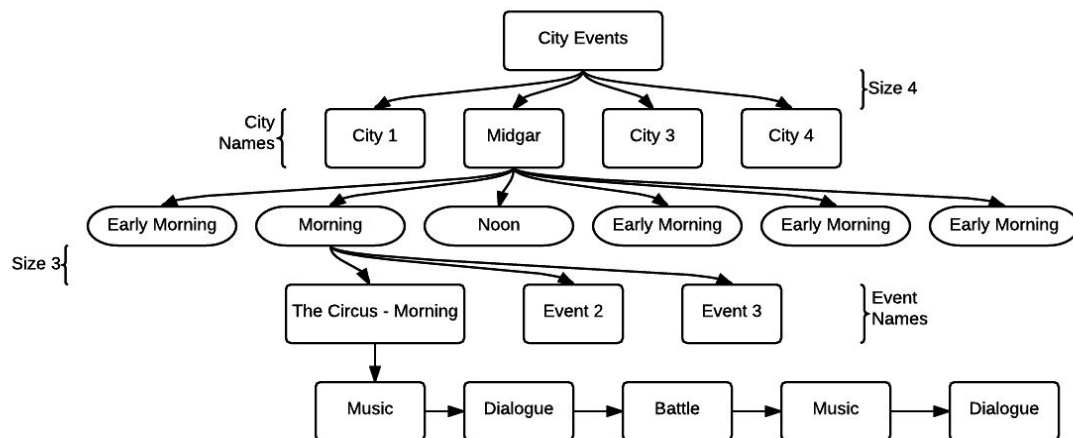 City Events
Size 4
City
Names
City 1
Midgar
City 3
City 4
Early Morning
Morning
Noon
Early Morning
Early Morning
Early Morning
Size 3
The Circus - Morning
Event 2
Event 3
Event
Names
Music
Dialogue
Battle
Music
Dialogue